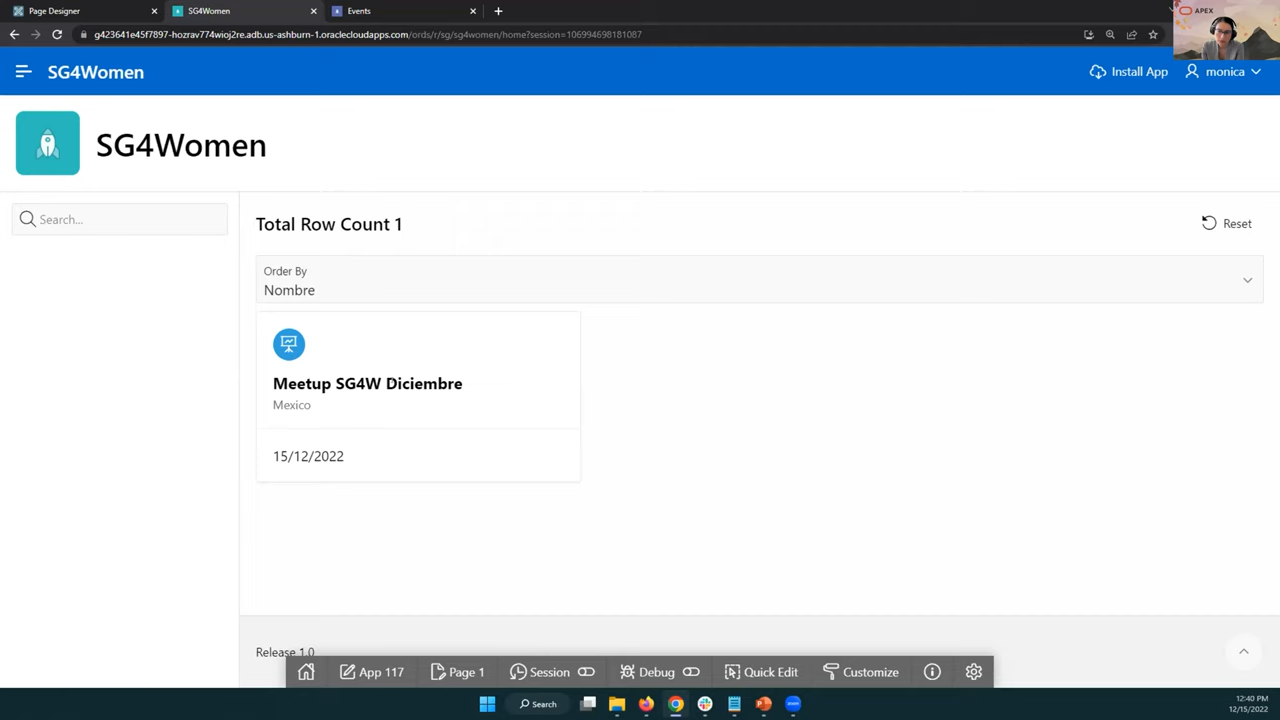 Page Designer
SG4Women
Events
APEX
g423641e45f7897-hozrav774wioj2re.adb.us-ashburn-1.oraclecloudapps.com/ords/r/sg/sg4women/home?session=106994698181087
SG4Women
Install App
monica
SG4Women
Search...
Total Row Count 1
Reset
Order By
Nombre
Meetup SG4W Diciembre
Mexico
15/12/2022
Release 1.0
App 117
Page 1
Session
Debug
Quick Edit
Customize
Search
zoom
12:40 PM
12/15/2022